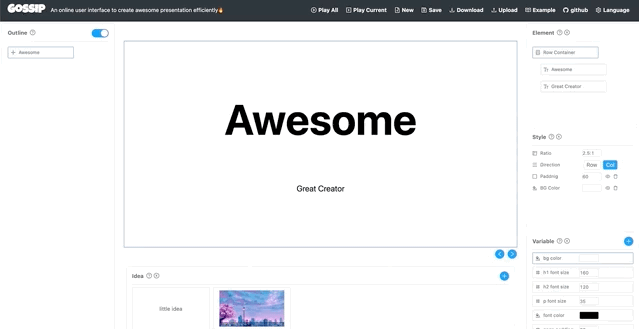 GOSSIP An online user interface to create awesome presentation efficiently🔥 Play All Play Current New Save Download Upload Example github Language
Outline
Awesome
Awesome
Great Creator
idea
little idea
Element
Row Container
Awesome
Great Creator
Style
Ratio 2.5:1
Direction Row Col
Padding 60
BG Color
Variable
bg color
h1 font size 160
h2 font size 120
p font size 35
font color